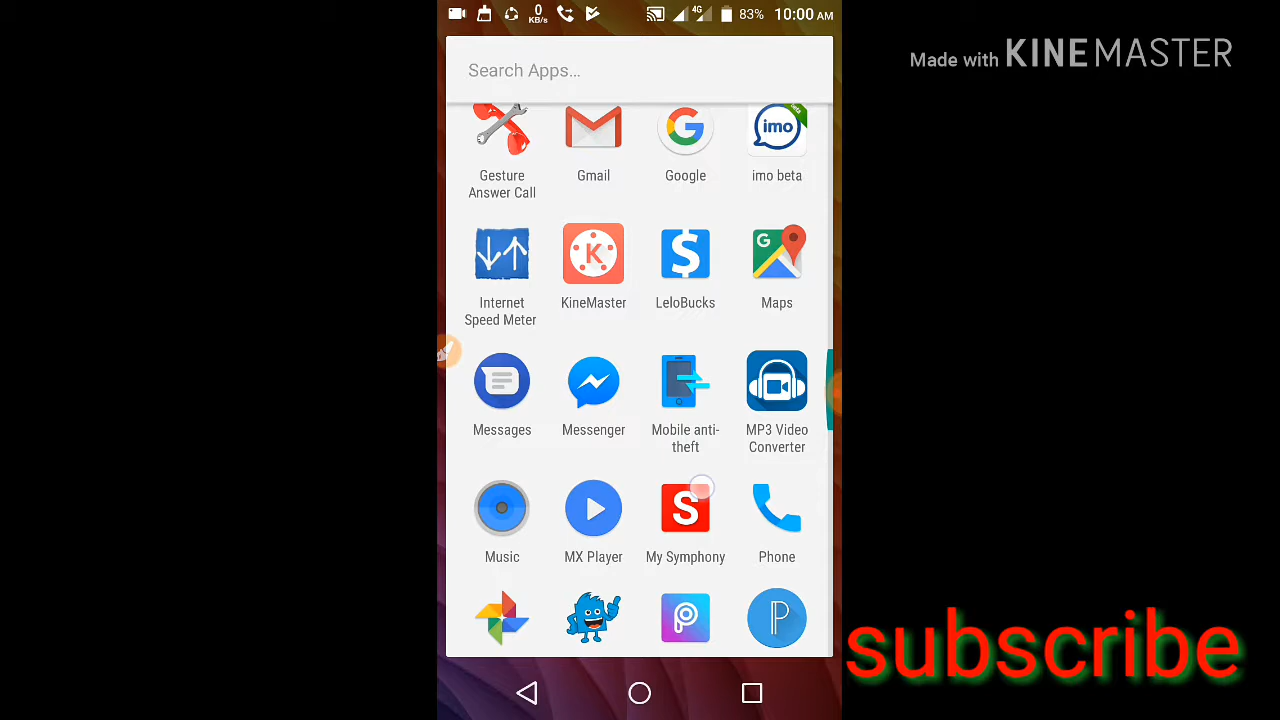 0
KB/s
4G
83%
10:00 AM
Made with KINEMASTER
Search Apps...
beta
imo
Gesture
Answer Call
Gmail
Google
imo beta
G
K
$
Internet
Speed Meter
KineMaster
LeloBucks
Maps
Messages
Messenger
Mobile anti-
theft
MP3 Video
Converter
S
Music
MX Player
My Symphony
Phone
P
P
subscribe